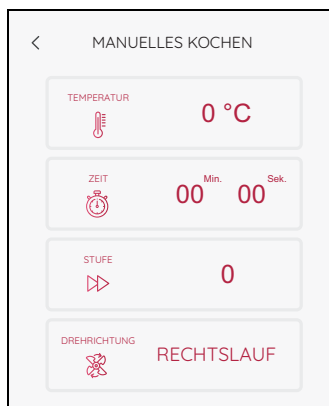 MANUELLES KOCHEN
TEMPERATUR
0 °C
ZEIT
00 Min. 00 Sek.
STUFE
0
DREHRICHTUNG
RECHTSLAUF